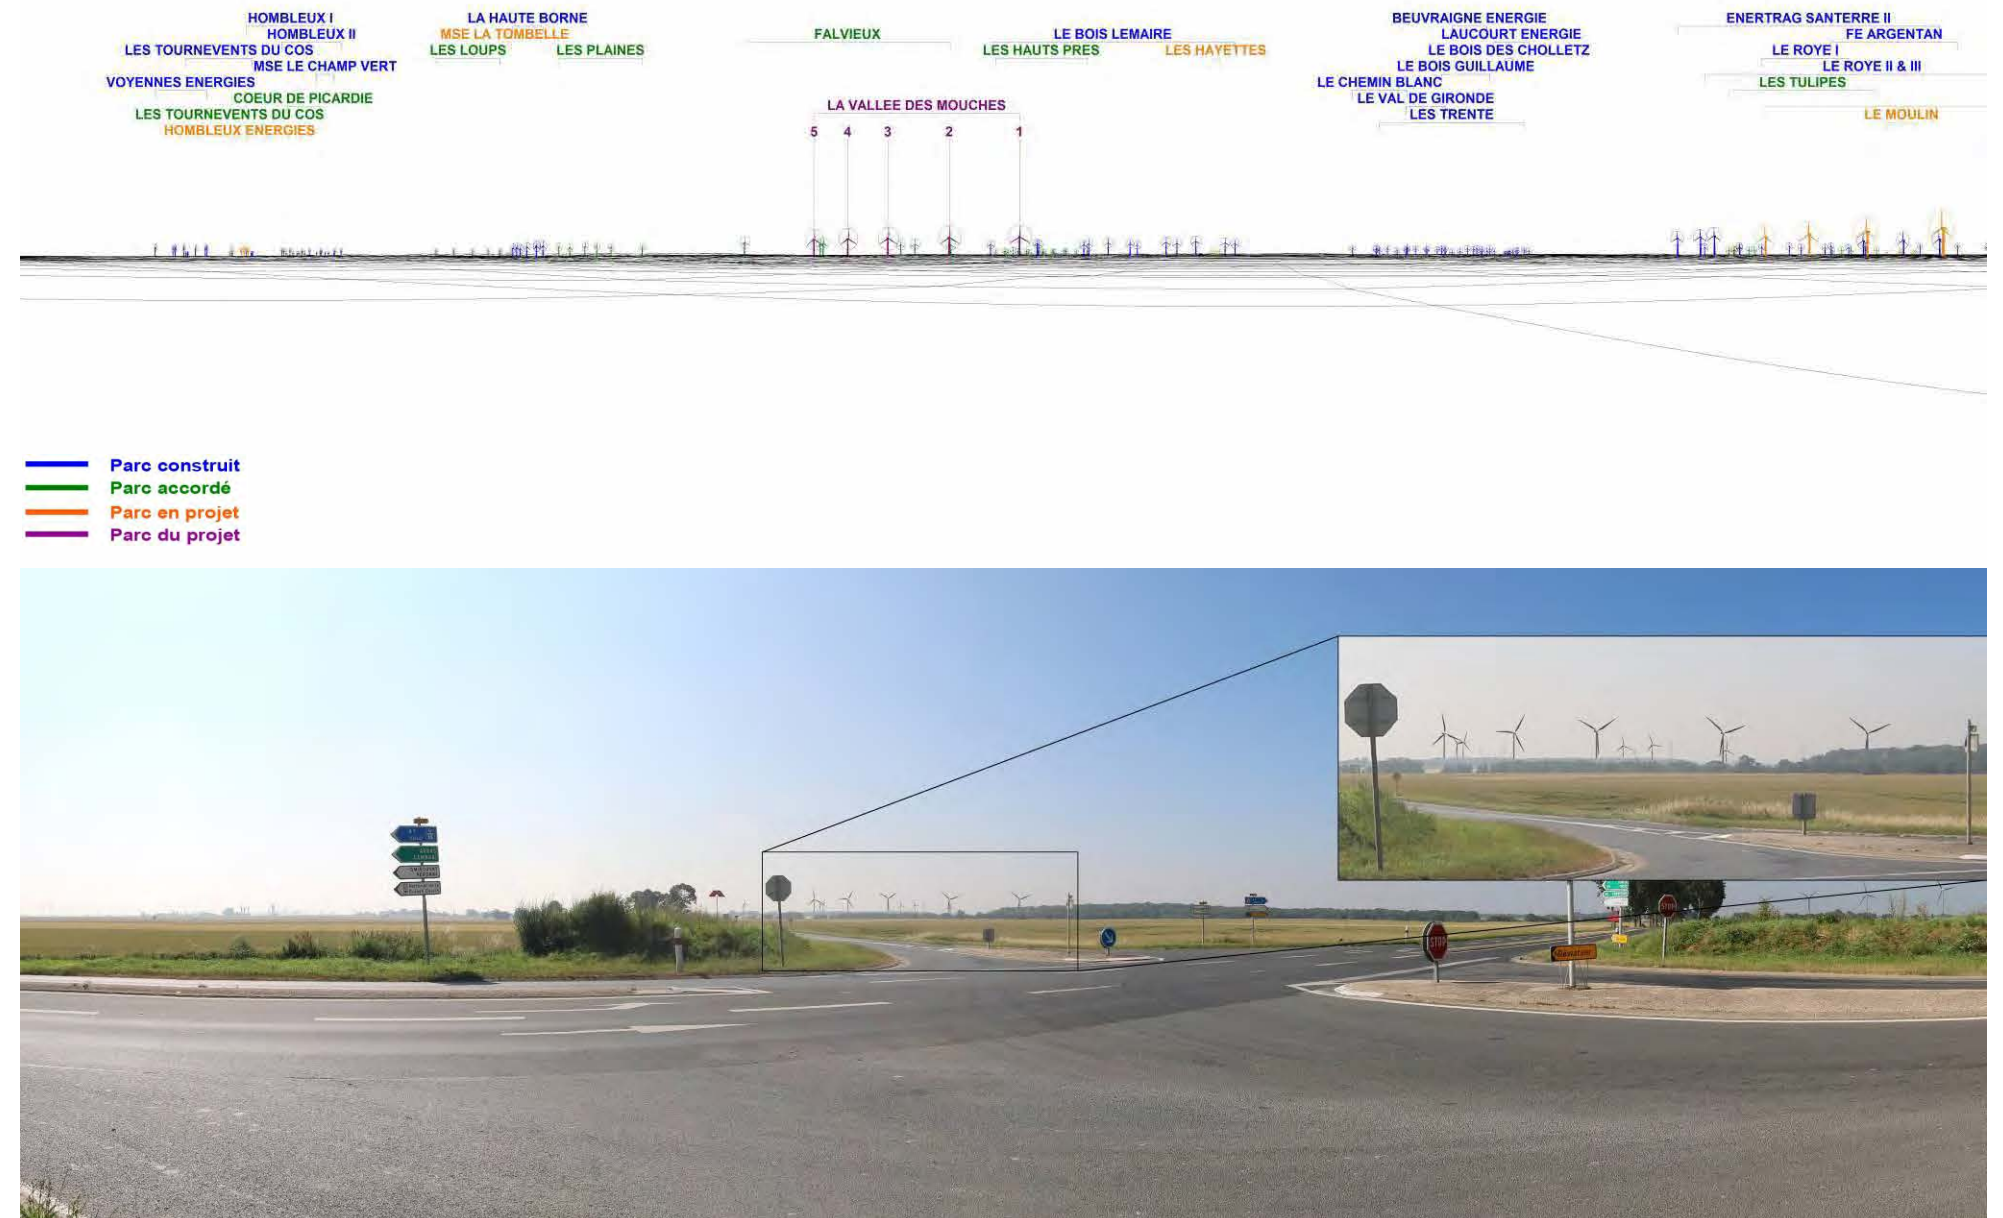 HOMBLEUX I
HOMBLEUX II
LES TOURNEVENTS DU COS
MSE LE CHAMP VERT
VOYENNES ENERGIES
COEUR DE PICARDIE
LES TOURNEVENTS DU COS
HOMBLEUX ENERGIES
LA HAUTE BORNE
MSE LA TOMBELLE
LES LOUPS
LES PLAINES
FALVIEUX
LE BOIS LEMAIRE
LES HAUTS PRES
LES HAYETTES
LA VALLEE DES MOUCHES
5 4 3 2 1
BEUVRAIGNE ENERGIE
LAUCOURT ENERGIE
LE BOIS DES CHOLLETZ
LE BOIS GUILLAUME
LE CHEMIN BLANC
LE VAL DE GIRONDE
LES TRENTE
ENERTRAG SANTERRE II
FE ARGENTAN
LE ROYE I
LE ROYE II & III
LES TULIPES
LE MOULIN
Parc construit
Parc accordé
Parc en projet
Parc du projet
STOP
STOP